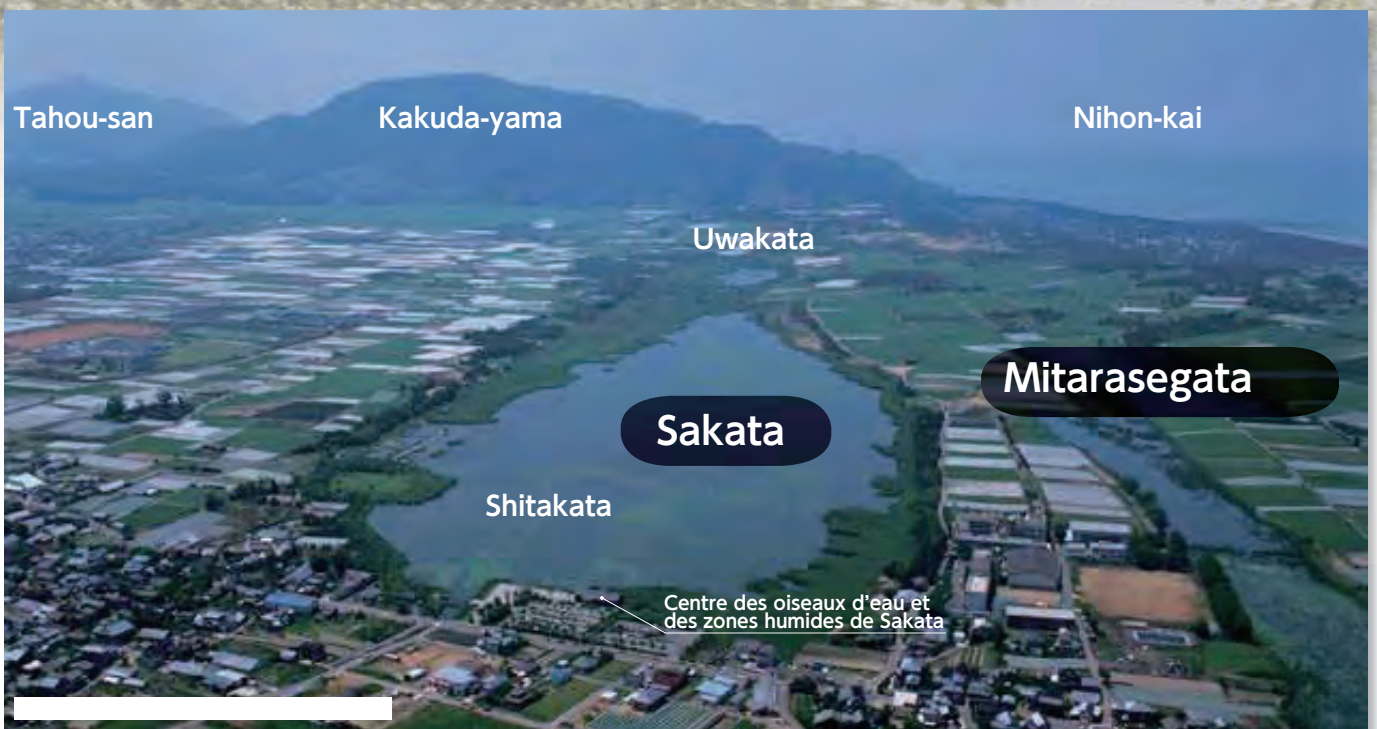 Tahou-san
Kakuda-yama
Nihon-kai
Uwakata
Mitarasegata
Sakata
Shitakata
Centre des oiseaux d'eau et
des zones humides de Sakata